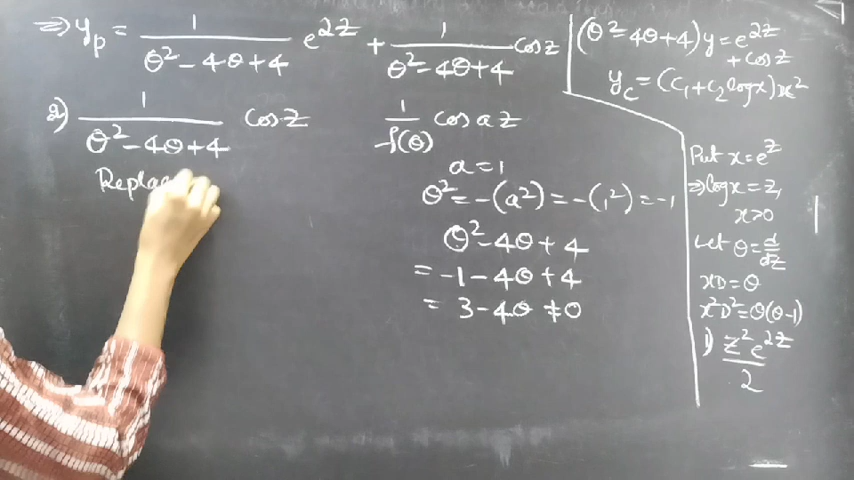 => y_p = 1/(θ² - 4θ + 4) e^{2z} + 1/(θ² - 4θ + 4) cos z
2) 1/(θ² - 4θ + 4) cos z
1/f(θ) cos az
a = 1
θ² = -(a²) = -(1²) = -1
θ² - 4θ + 4
= -1 - 4θ + 4
= 3 - 4θ ≠ 0
(θ² - 4θ + 4) y = e^{2z}
+ cos z
y_c = (c₁ + c₂ log x) x²
Put x = e^z
=> log x = z,
x > 0
Let θ = d/dz
xD = θ
x²D² = θ(θ-1)
1) z² e^{2z}/2